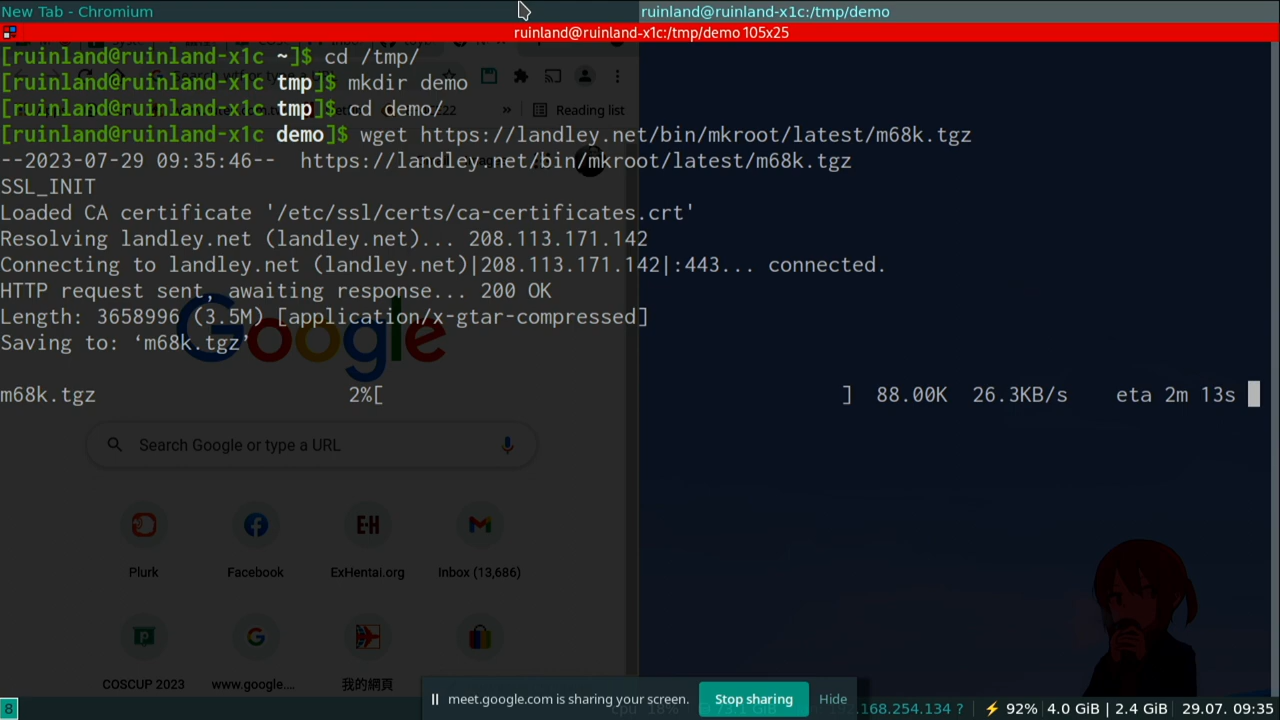 New Tab - Chromium
ruinland@ruinland-x1c:/tmp/demo
ruinland@ruinland-x1c:/tmp/demo 105x25
[ruinland@ruinland-x1c ~]$ cd /tmp/
[ruinland@ruinland-x1c tmp]$ mkdir demo
[ruinland@ruinland-x1c tmp]$ cd demo/
Reading list
[ruinland@ruinland-x1c demo]$ wget https://landley.net/bin/mkroot/latest/m68k.tgz
--2023-07-29 09:35:46--  https://landley.net/bin/mkroot/latest/m68k.tgz
SSL_INIT
Loaded CA certificate '/etc/ssl/certs/ca-certificates.crt'
Resolving landley.net (landley.net)... 208.113.171.142
Connecting to landley.net (landley.net)|208.113.171.142|:443... connected.
HTTP request sent, awaiting response... 200 OK
Length: 3658996 (3.5M) [application/x-gtar-compressed]
Saving to: ‘m68k.tgz’
Google
m68k.tgz 2%[ ] 88.00K 26.3KB/s eta 2m 13s
Search Google or type a URL
Plurk
Facebook
ExHentai.org
Inbox (13,686)
COSCUP 2023
www.google....
我的網頁
meet.google.com is sharing your screen.
Stop sharing
Hide
8
168.254.134 ? ⚡ 92% 4.0 GiB | 2.4 GiB 29.07. 09:35